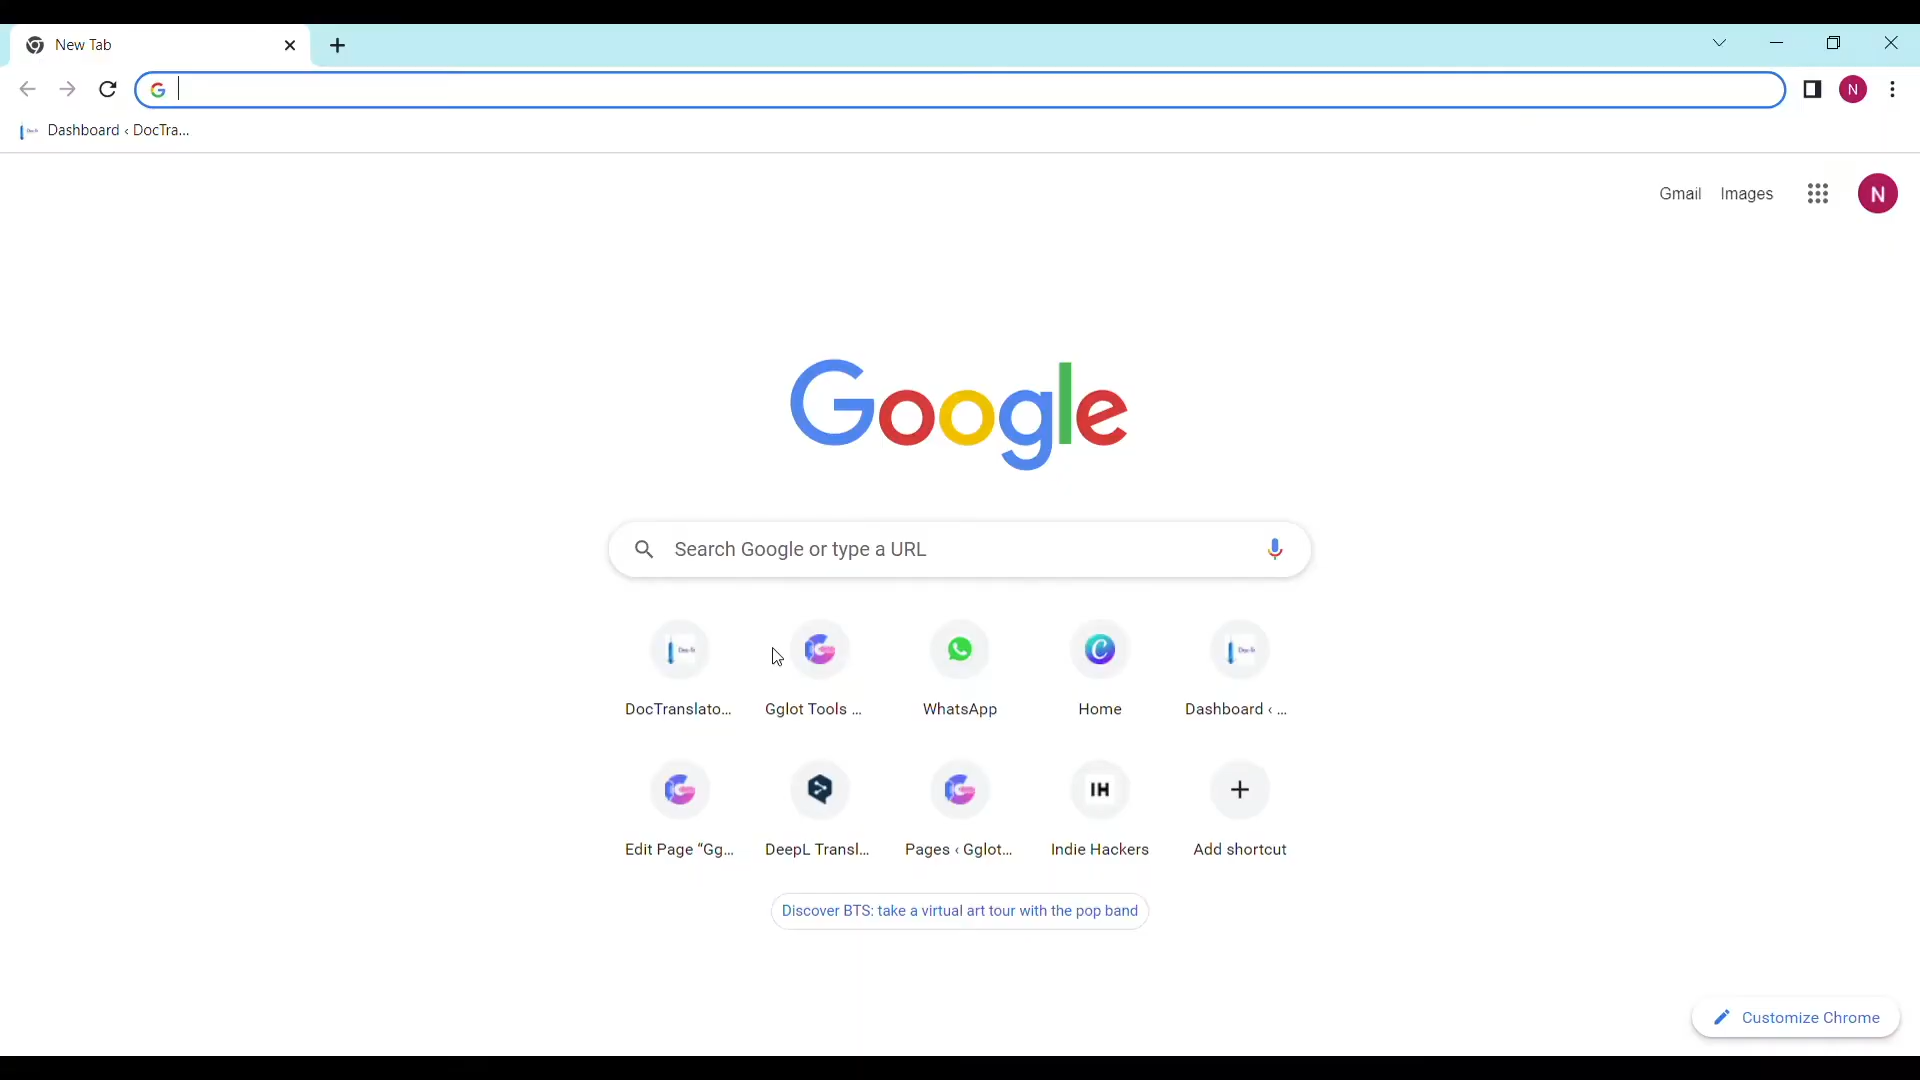 New Tab
Dashboard ‹ DocTra...
Gmail Images
N
N
Google
Search Google or type a URL
DocTranslato... Gglot Tools ... WhatsApp Home Dashboard ‹ ...
IH
Edit Page “Gg... DeepL Transl... Pages ‹ Gglot... Indie Hackers Add shortcut
Discover BTS: take a virtual art tour with the pop band
Customize Chrome